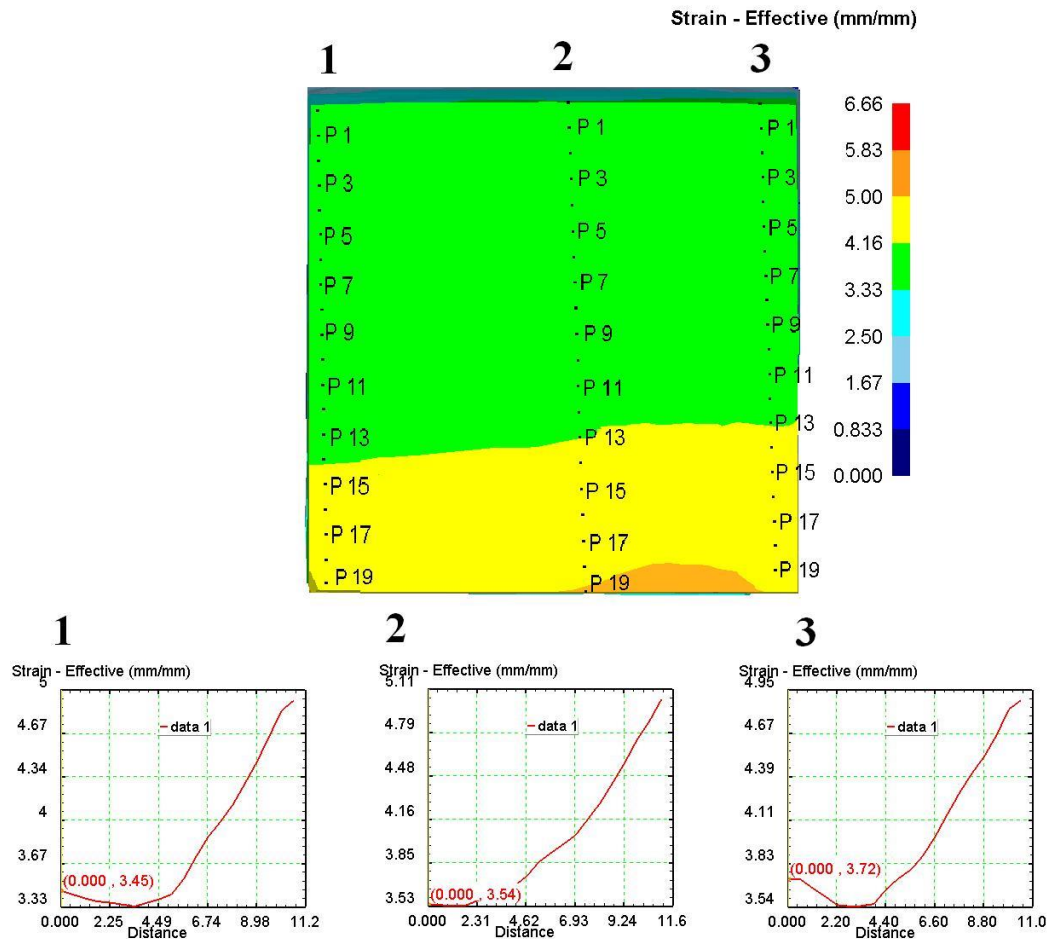 Strain - Effective (mm/mm)
1 2 3
6.66
5.83
5.00
4.16
3.33
2.50
1.67
0.833
0.000
P 1 P 1 P 1
P 3 P 3 P 3
P 5 P 5 P 5
P 7 P 7 P 7
P 9 P 9 P 9
P 11 P 11 P 11
P 13 P 13 P 13
P 15 P 15 P 15
P 17 P 17 P 17
P 19 P 19 P 19
1
Strain - Effective (mm/mm)
5
4.67
4.34
4
3.67
3.33
data 1
(0.000 , 3.45)
0.000 2.25 4.49 6.74 8.98 11.2
Distance
2
Strain - Effective (mm/mm)
5.11
4.79
4.48
4.16
3.85
3.53
data 1
(0.000 , 3.54)
0.000 2.31 4.62 6.93 9.24 11.6
Distance
3
Strain - Effective (mm/mm)
4.95
4.67
4.39
4.11
3.83
3.54
data 1
(0.000 , 3.72)
0.000 2.20 4.40 6.60 8.80 11.0
Distance